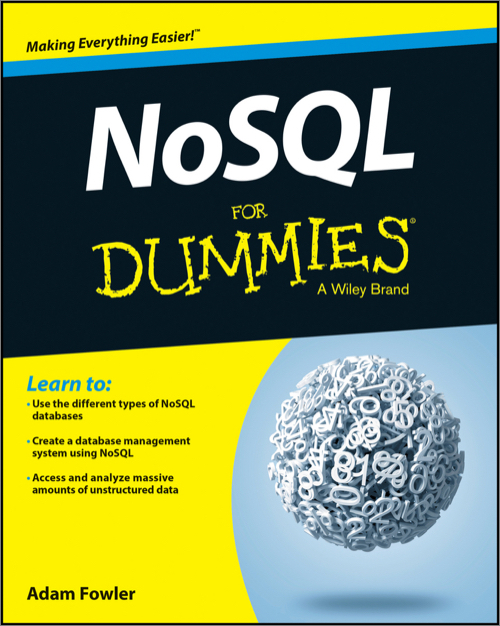 Making Everything Easier!™
NoSQL
FOR
DUMMIES®
A Wiley Brand
Learn to:
• Use the different types of NoSQL
databases
• Create a database management
system using NoSQL
• Access and analyze massive
amounts of unstructured data
Adam Fowler